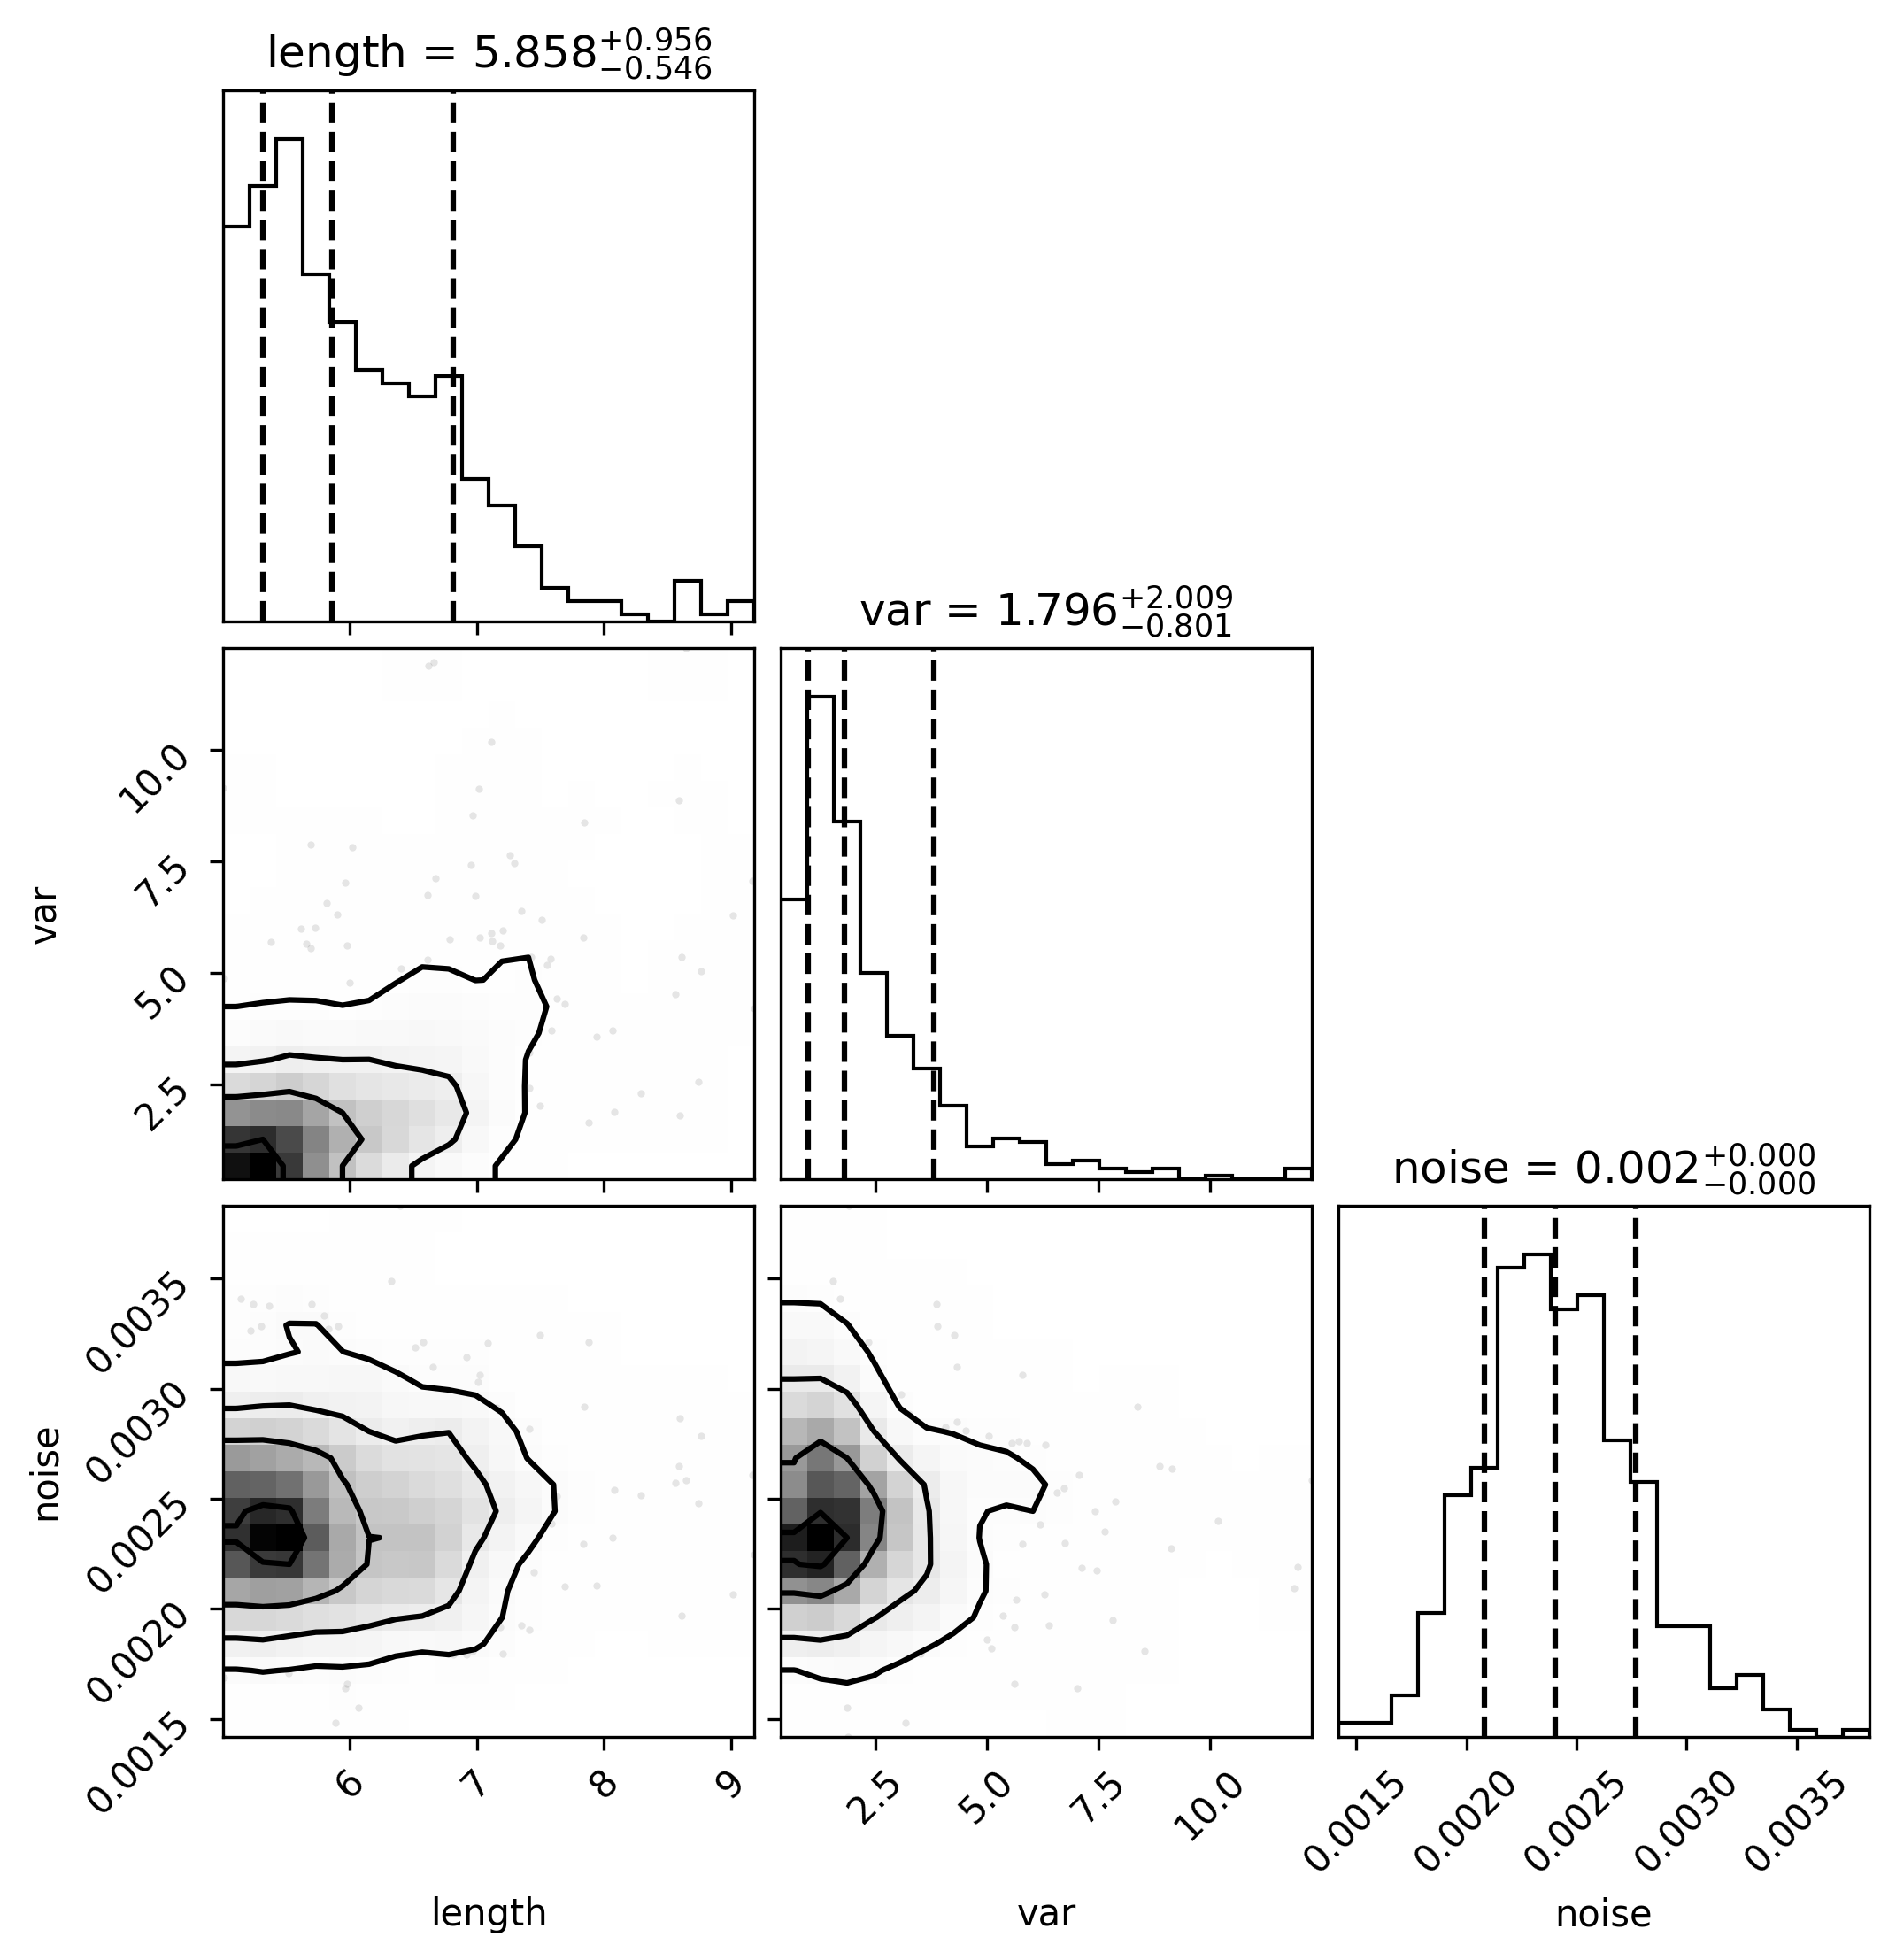 length = 5.858+0.956−0.546
var = 1.796+2.009−0.801
10.0
7.5
var
5.0
2.5
noise = 0.002+0.000−0.000
0.0035
0.0030
noise
0.0025
0.0020
0.0015
6 7 8 9 2.5 5.0 7.5 10.0 0.0015 0.0020 0.0025 0.0030 0.0035
length var noise